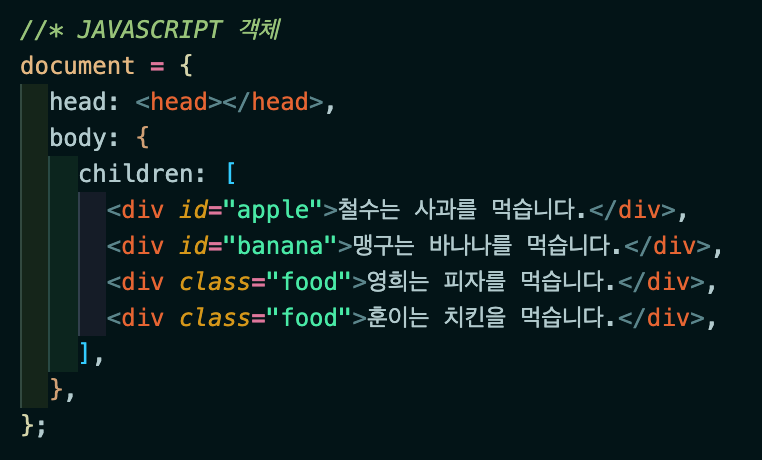 //* JAVASCRIPT 객체
document = {
head: <head></head>,
body: {
children: [
<div id="apple">철수는 사과를 먹습니다.</div>,
<div id="banana">맹구는 바나나를 먹습니다.</div>,
<div class="food">영희는 피자를 먹습니다.</div>,
<div class="food">훈이는 치킨을 먹습니다.</div>,
],
},
};